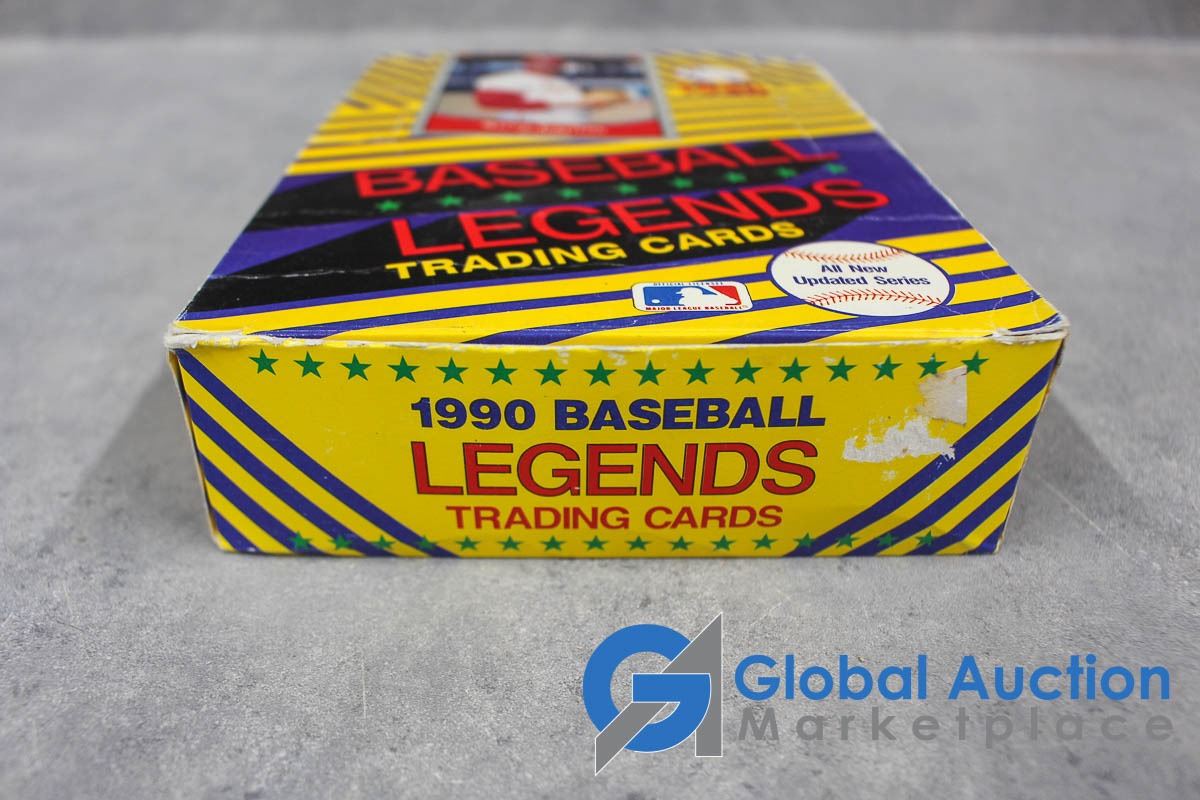 BASEBALL
LEGENDS
TRADING CARDS
All New
Updated Series
MAJOR LEAGUE BASEBALL
1990 BASEBALL
LEGENDS
TRADING CARDS
GA Global Auction
Marketplace